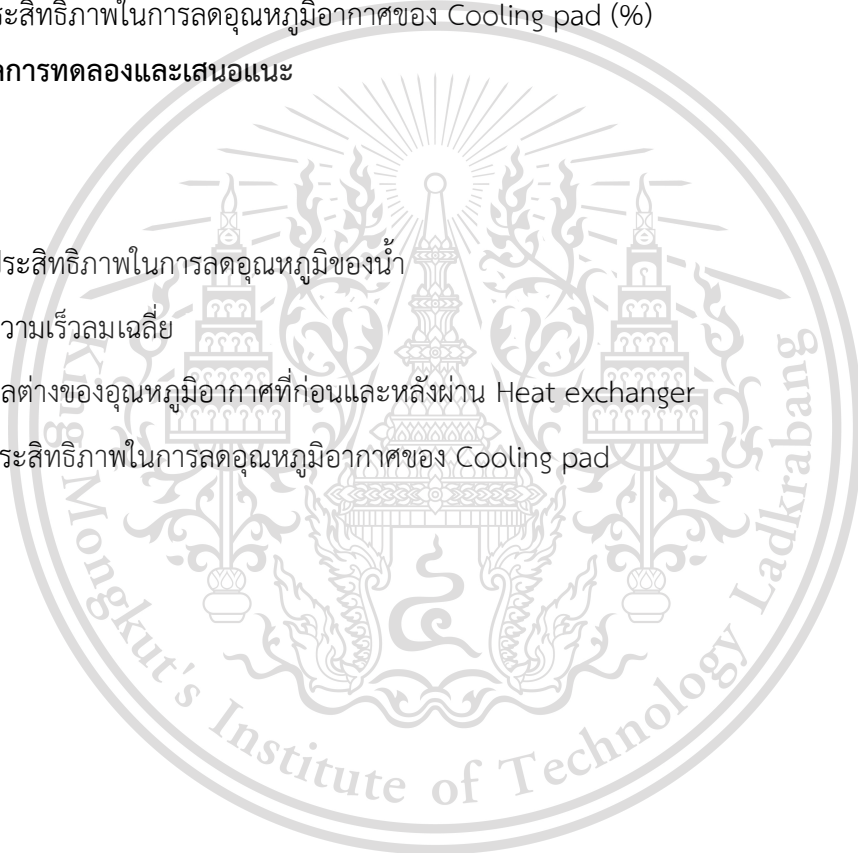 ระสิทธิภาพในการลดอุณหภูมิอากาศของ Cooling pad (%)
การทดลองและเสนอแนะ
ประสิทธิภาพในการลดอุณหภูมิของน้ำ
วามเร็วลมเฉลี่ย
ลต่างของอุณหภูมิอากาศที่ก่อนและหลังผ่าน Heat exchanger
ระสิทธิภาพในการลดอุณหภูมิอากาศของ Cooling pad
King Mongkut's Institute of Technology Ladkrabang